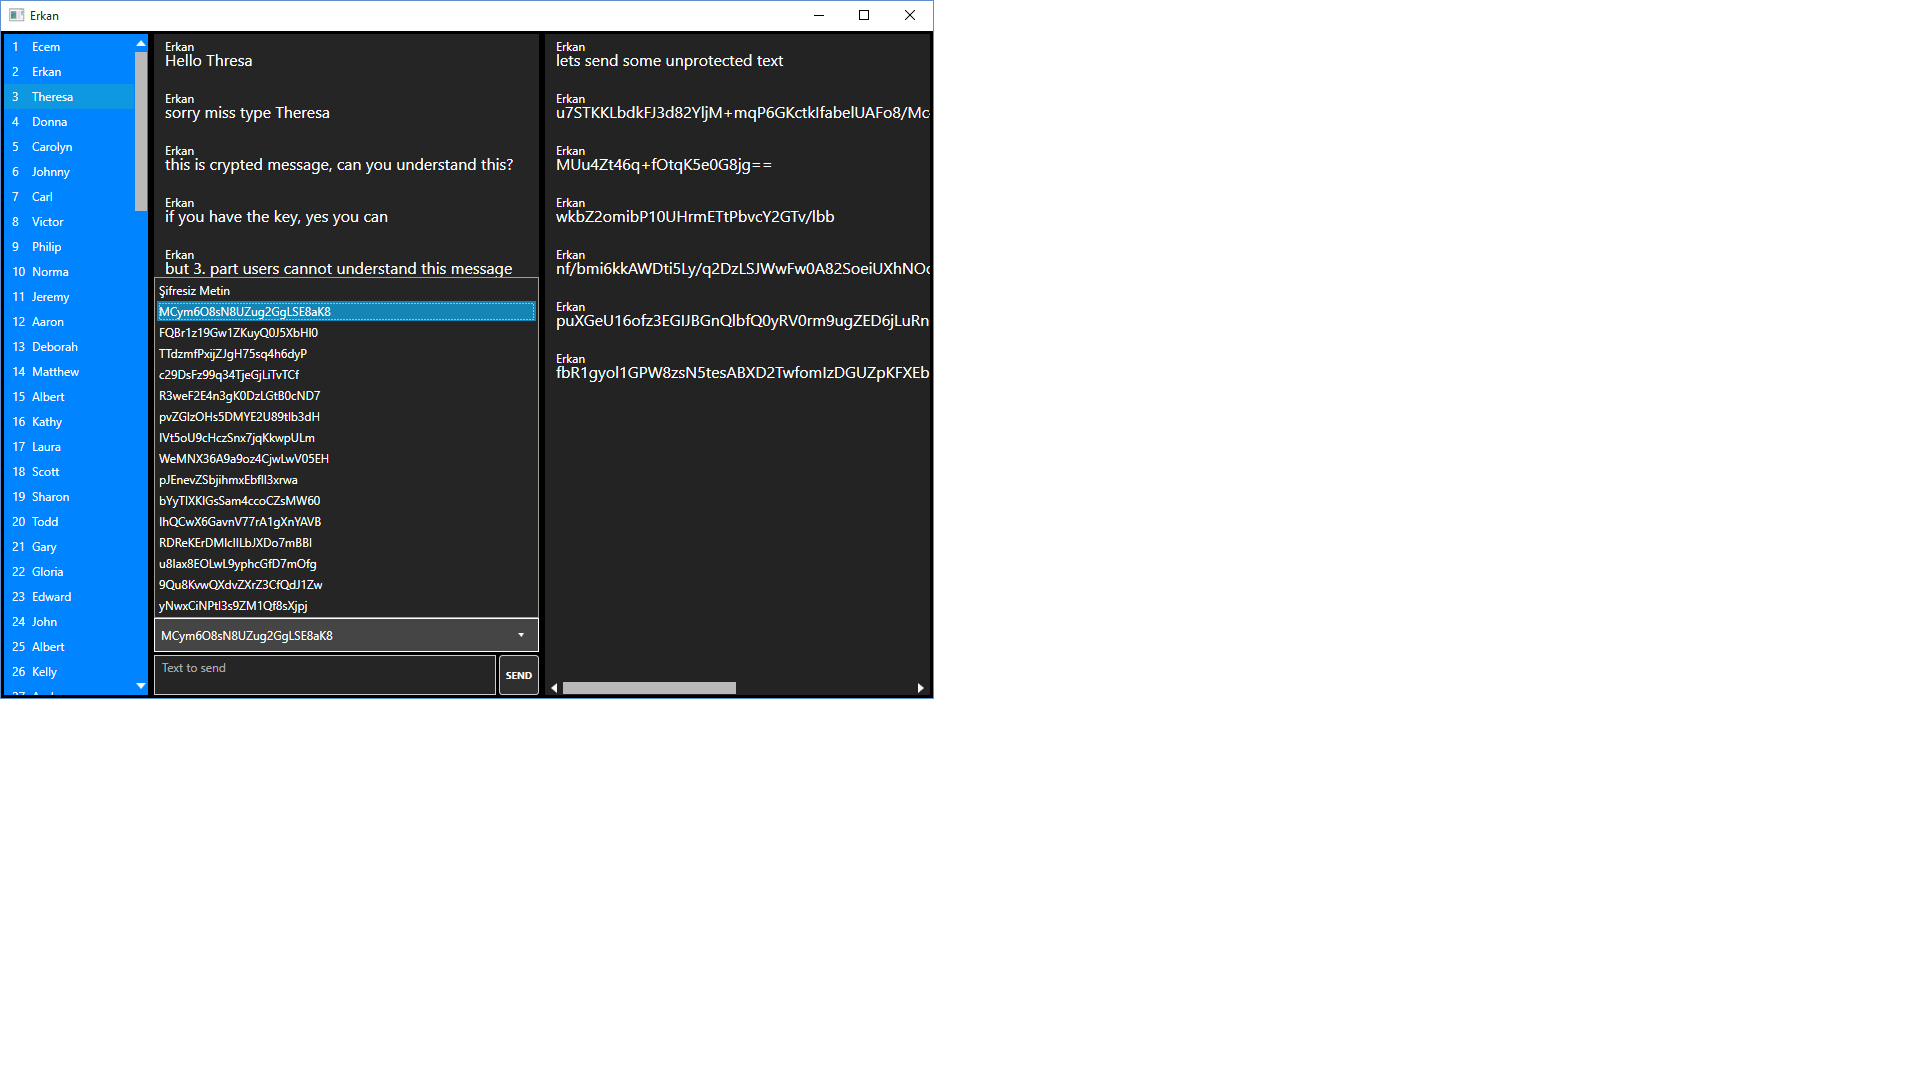 Erkan
1 Ecem
2 Erkan
3 Theresa
4 Donna
5 Carolyn
6 Johnny
7 Carl
8 Victor
9 Philip
10 Norma
11 Jeremy
12 Aaron
13 Deborah
14 Matthew
15 Albert
16 Kathy
17 Laura
18 Scott
19 Sharon
20 Todd
21 Gary
22 Gloria
23 Edward
24 John
25 Albert
26 Kelly
Erkan
Hello Thresa
Erkan
sorry miss type Theresa
Erkan
this is crypted message, can you understand this?
Erkan
if you have the key, yes you can
Erkan
but 3. part users cannot understand this message
Şifresiz Metin
MCym6O8sN8UZug2GgLSE8aK8
FQBr1z19Gw1ZKuyQ0J5XbHI0
TTdzmfPxijZJgH75sq4h6dyP
c29DsFz99q34TjeGjLiTvTCf
R3weF2E4n3gK0DzLGtB0cND7
pvZGlzOHs5DMYE2U89tlb3dH
IVt5oU9cHczSnx7jqKkwpULm
WeMNX36A9a9oz4CjwLwV05EH
pJEnevZSbjihmxEbflI3xrwa
bYyTlXKIGsSam4ccoCZsMW60
IhQCwX6GavnV77rA1gXnYAVB
RDReKErDMIclILbJXDo7mBBl
u8Iax8EOLwL9yphcGfD7mOfg
9Qu8KvwQXdvZXrZ3CfQdJ1Zw
yNwxCiNPtl3s9ZM1Qf8sXjpj
MCym6O8sN8UZug2GgLSE8aK8
Text to send
SEND
Erkan
lets send some unprotected text
Erkan
u7STKKLbdkFJ3d82YljM+mqP6GKctkIfabelUAFo8/Mc
Erkan
MUu4Zt46q+fOtqK5e0G8jg==
Erkan
wkbZ2omibP10UHrmETtPbvcY2GTv/lbb
Erkan
nf/bmi6kkAWDti5Ly/q2DzLSJWwFw0A82SoeiUXhNO
Erkan
puXGeU16ofz3EGIJBGnQlbfQ0yRV0rm9ugZED6jLuRn
Erkan
fbR1gyol1GPW8zsN5tesABXD2TwfomIzDGUZpKFXEb